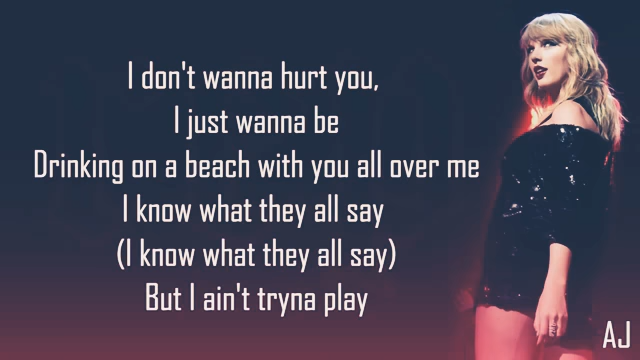 I don't wanna hurt you,
I just wanna be
Drinking on a beach with you all over me
I know what they all say
(I know what they all say)
But I ain't tryna play
AJ